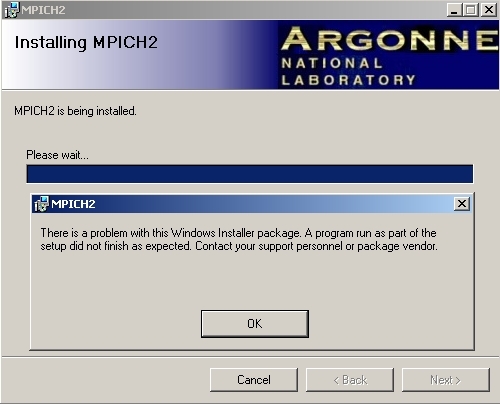 MPICH2
Installing MPICH2
ARGONNE
NATIONAL
LABORATORY
MPICH2 is being installed.
Please wait...
MPICH2
There is a problem with this Windows Installer package. A program run as part of the
setup did not finish as expected. Contact your support personnel or package vendor.
OK
Cancel
< Back
Next >